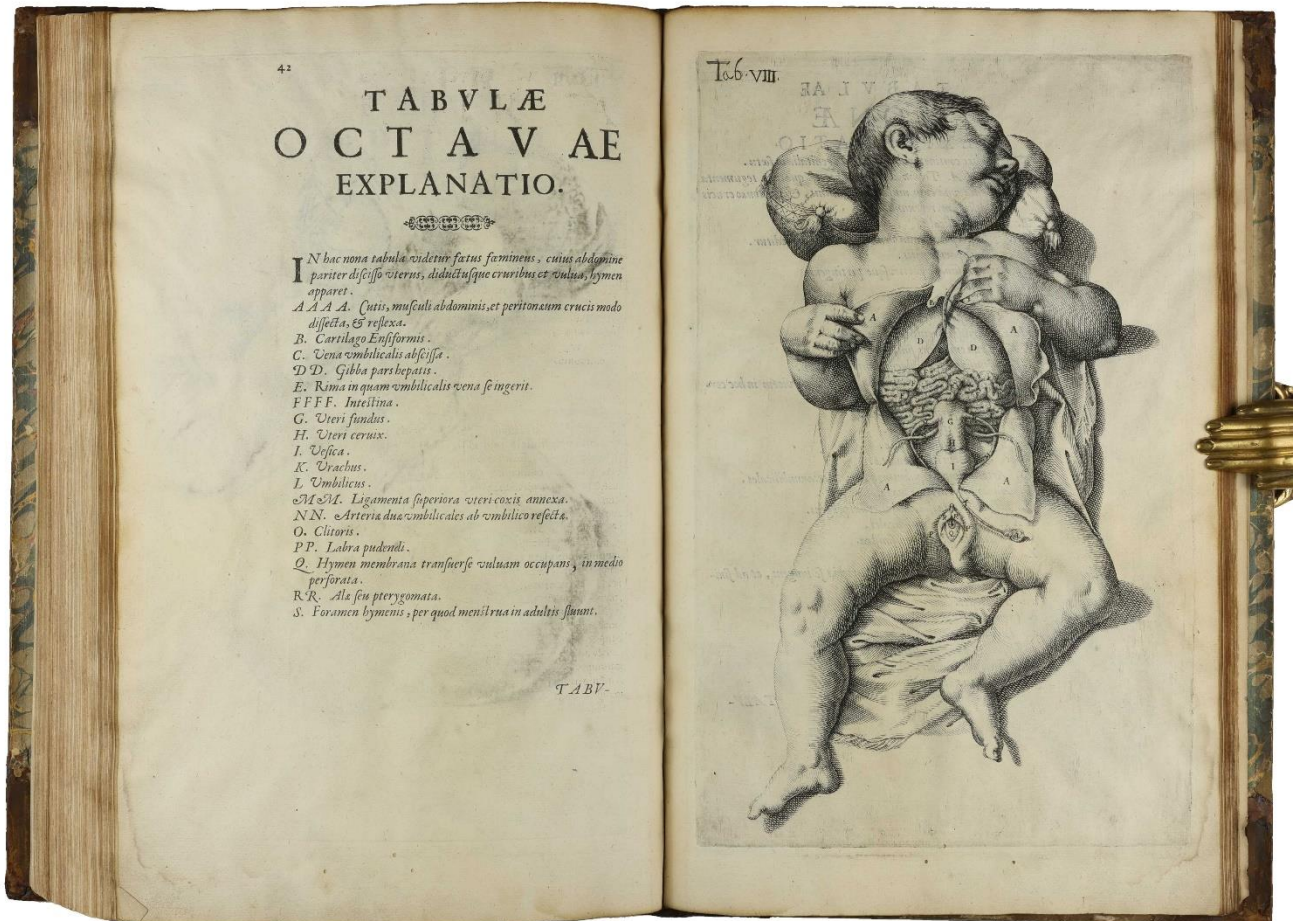 42
TABVLÆ
OCTAVAE
EXPLANATIO.
IN hac nona tabula videtur fœtus fœmineus, cuius abdomine
pariter diſciſſo vterus, diductuſque cruribus et vulua, hymen
apparet.
A A A A. Cutis, muſculi abdominis, et peritonæum crucis modo
diſſecta, & reflexa.
B. Cartilago Enſiformis.
C. Vena vmbilicalis abſciſſa.
D D. Gibba pars hepatis.
E. Rima in quam vmbilicalis vena ſe ingerit.
F F F F. Inteſtina.
G. Vteri fundus.
H. Vteri ceruix.
I. Veſica.
K. Vrachus.
L Vmbilicus.
M M. Ligamenta ſuperiora vteri coxis annexa.
N N. Arteriæ duæ vmbilicales ab vmbilico reſectæ.
O. Clitoris.
P P. Labra pudendi.
Q. Hymen membrana tranſuerſe vuluam occupans, in medio
perforata.
R R. Alæ ſeu pterygomata.
S. Foramen hymenis, per quod menſtrua in adultis fluunt.
TABV-
Tab. VIII.
A
A
D
D
G
I
A
A